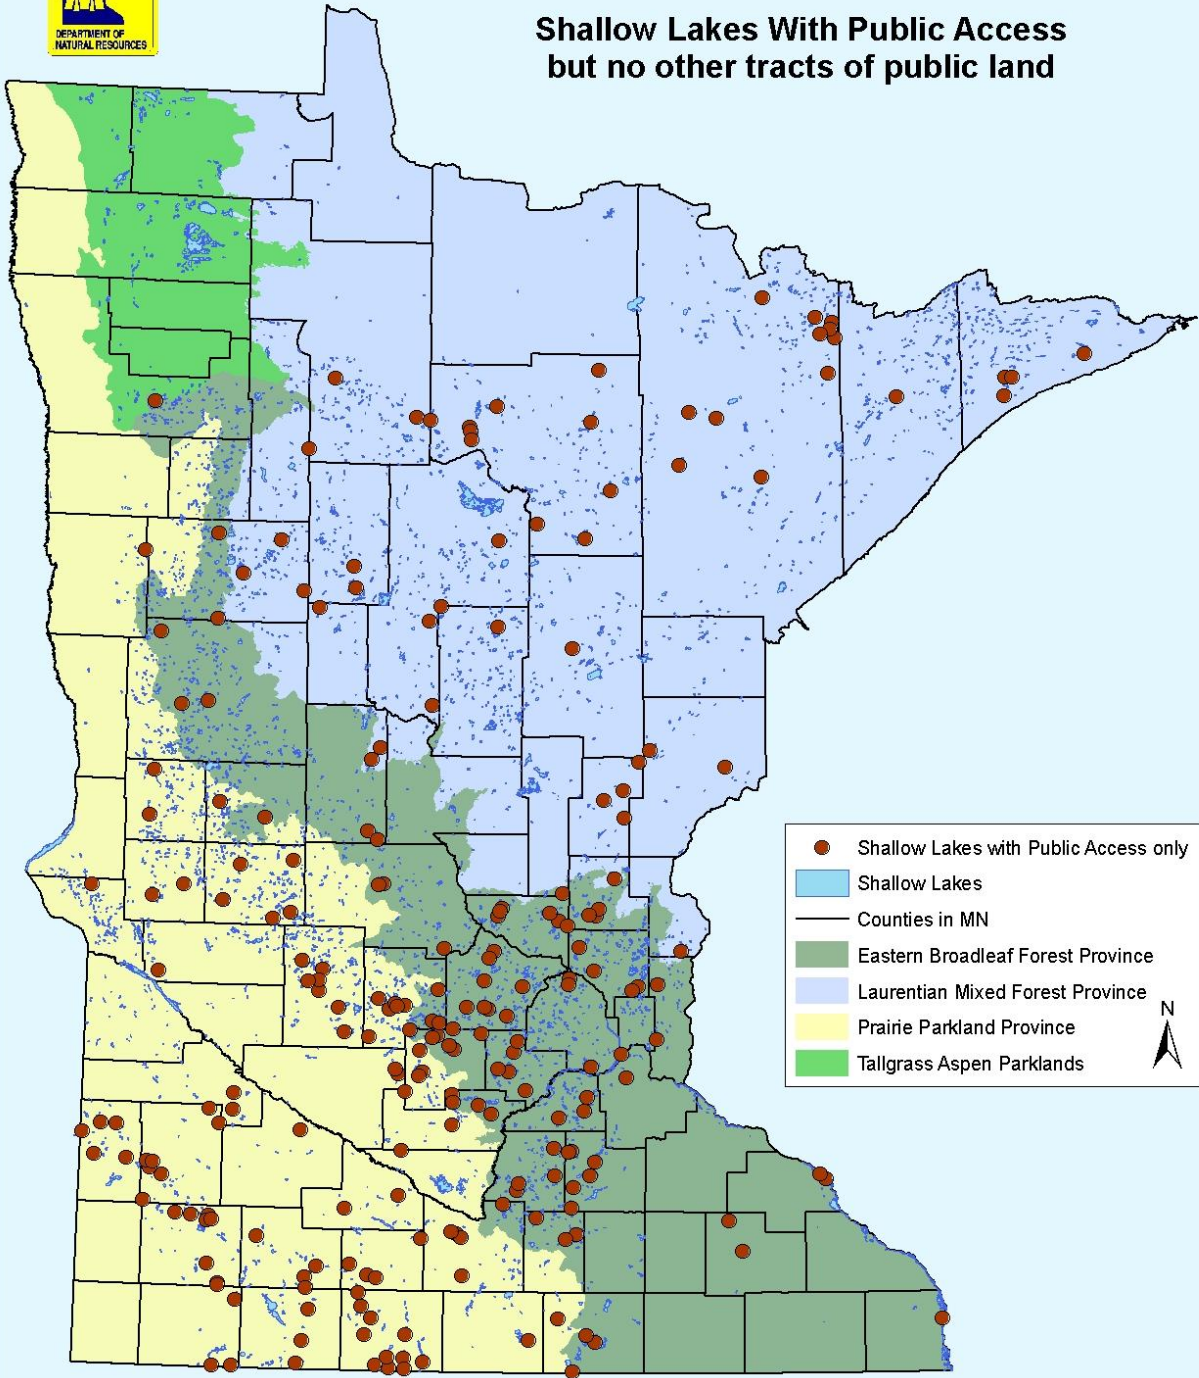 DEPARTMENT OF
NATURAL RESOURCES
Shallow Lakes With Public Access
but no other tracts of public land
Shallow Lakes with Public Access only
Shallow Lakes
Counties in MN
Eastern Broadleaf Forest Province
Laurentian Mixed Forest Province
Prairie Parkland Province
Tallgrass Aspen Parklands
N